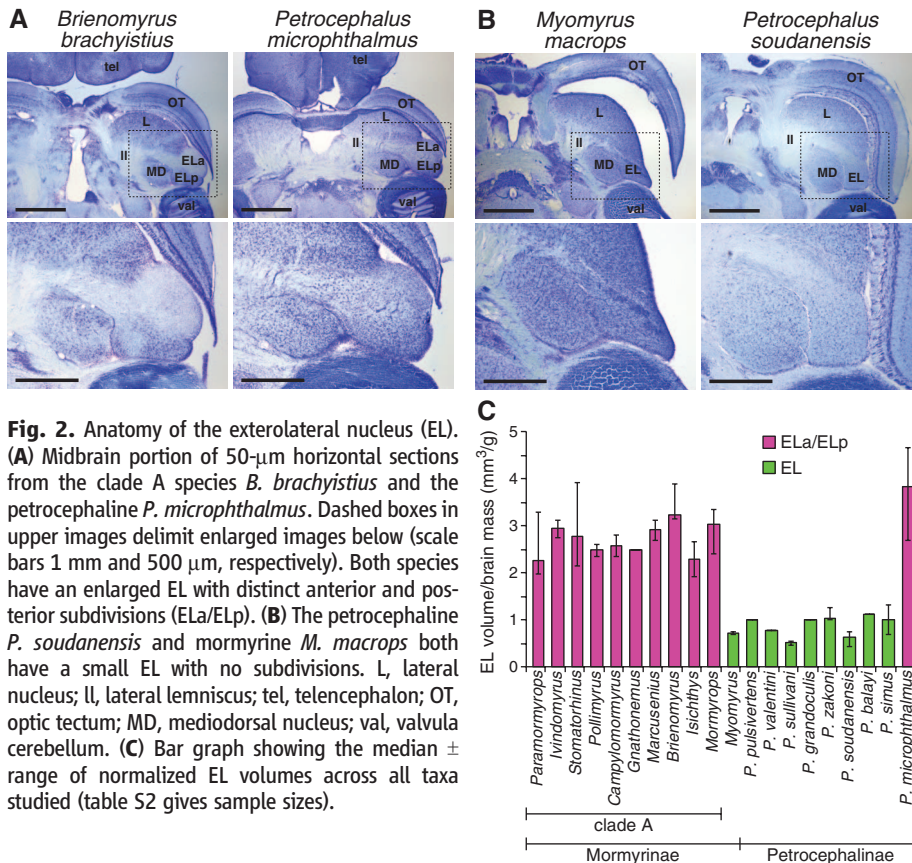 A
Brienomyrus
brachyistius
Petrocephalus
microphthalmus
tel
OT
L
ll
ELa
MD
ELp
val
tel
OT
L
ll
ELa
MD
ELp
val
B
Myomyrus
macrops
Petrocephalus
soudanensis
OT
L
ll
MD
EL
val
OT
L
ll
MD
EL
val
Fig. 2. Anatomy of the exterolateral nucleus (EL).
(A) Midbrain portion of 50-μm horizontal sections
from the clade A species B. brachyistius and the
petrocephaline P. microphthalmus. Dashed boxes in
upper images delimit enlarged images below (scale
bars 1 mm and 500 μm, respectively). Both species
have an enlarged EL with distinct anterior and pos-
terior subdivisions (ELa/ELp). (B) The petrocephaline
P. soudanensis and mormyrine M. macrops both
have a small EL with no subdivisions. L, lateral
nucleus; ll, lateral lemniscus; tel, telencephalon; OT,
optic tectum; MD, mediodorsal nucleus; val, valvula
cerebellum. (C) Bar graph showing the median ±
range of normalized EL volumes across all taxa
studied (table S2 gives sample sizes).
C
EL volume/brain mass (mm³/g)
5
4
3
2
1
0
ELa/ELp
EL
Paramormyrops
Ivindomyrus
Stomatorhinus
Pollimyrus
Campylomormyrus
Gnathonemus
Marcusenius
Brienomyrus
Isichthys
Mormyrops
Myomyrus
P. pulsivertens
P. valentini
P. sullivani
P. grandoculis
P. zakoni
P. soudanensis
P. balayi
P. simus
P. microphthalmus
clade A
Mormyrinae
Petrocephalinae